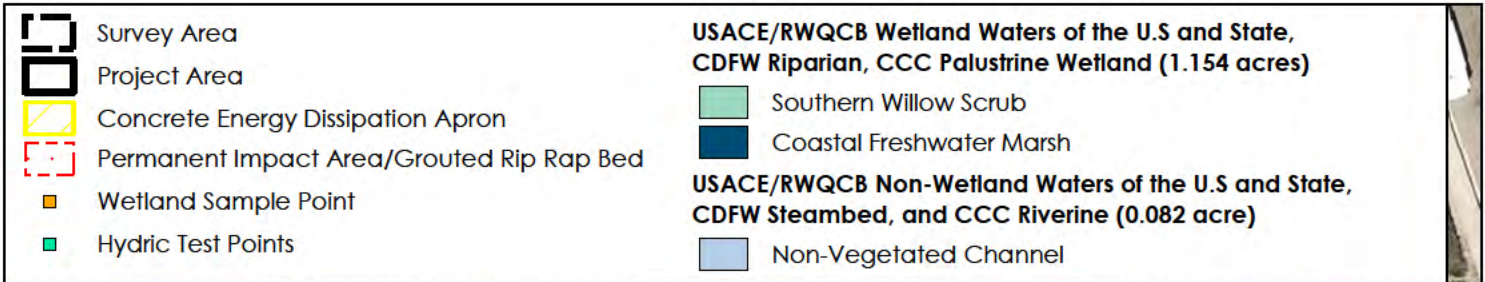 Survey Area
Project Area
Concrete Energy Dissipation Apron
Permanent Impact Area/Grouted Rip Rap Bed
Wetland Sample Point
Hydric Test Points
USACE/RWQCB Wetland Waters of the U.S and State,
CDFW Riparian, CCC Palustrine Wetland (1.154 acres)
Southern Willow Scrub
Coastal Freshwater Marsh
USACE/RWQCB Non-Wetland Waters of the U.S and State,
CDFW Steambed, and CCC Riverine (0.082 acre)
Non-Vegetated Channel